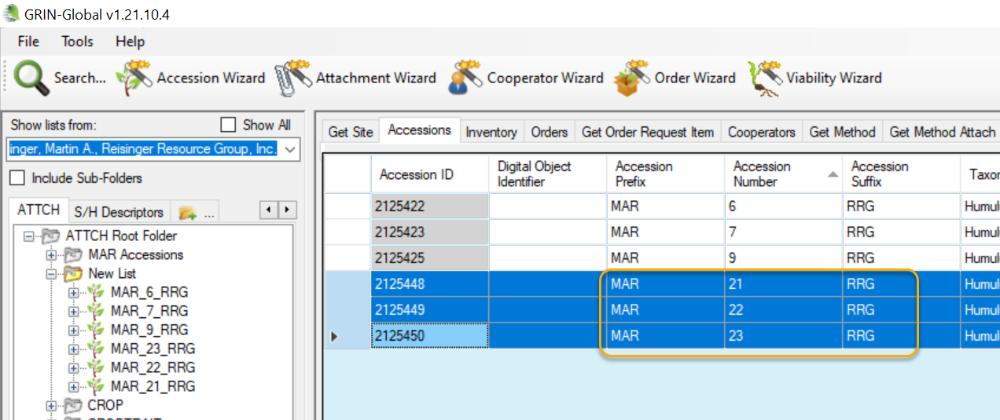 GRIN-Global v1.21.10.4
File Tools Help
Search... Accession Wizard Attachment Wizard Cooperator Wizard Order Wizard Viability Wizard
Show lists from: Show All
inger, Martin A., Reisinger Resource Group, Inc.
Include Sub-Folders
ATTCH S/H Descriptors ...
ATTCH Root Folder
MAR Accessions
New List
MAR_6_RRG
MAR_7_RRG
MAR_9_RRG
MAR_23_RRG
MAR_22_RRG
MAR_21_RRG
CROP
Get Site Accessions Inventory Orders Get Order Request Item Cooperators Get Method Get Method Attach
Accession ID Digital Object Identifier Accession Prefix Accession Number Accession Suffix Taxor
2125422 MAR 6 RRG Humul
2125423 MAR 7 RRG Humul
2125425 MAR 9 RRG Humul
2125448 MAR 21 RRG Humul
2125449 MAR 22 RRG Humul
2125450 MAR 23 RRG Humul